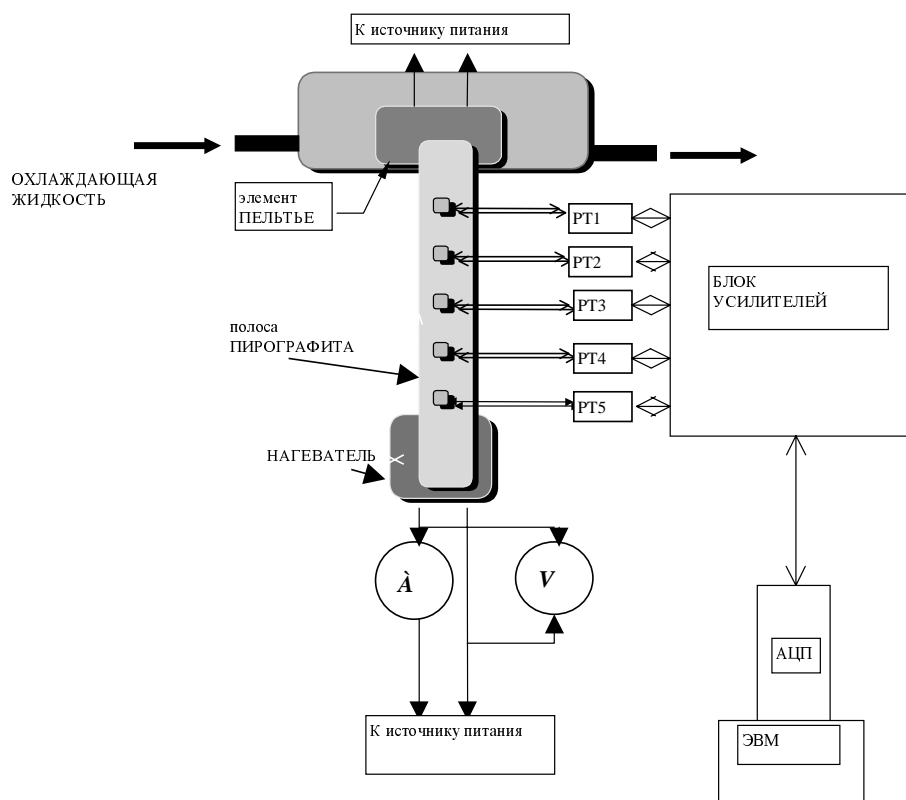 К источнику питания
ОХЛАЖДАЮЩАЯ
ЖИДКОСТЬ
элемент
ПЕЛЬТЬЕ
РТ1
РТ2
РТ3
РТ4
РТ5
БЛОК
УСИЛИТЕЛЕЙ
полоса
ПИРОГРАФИТА
НАГЕВАТЕЛЬ
À
V
К источнику питания
АЦП
ЭВМ